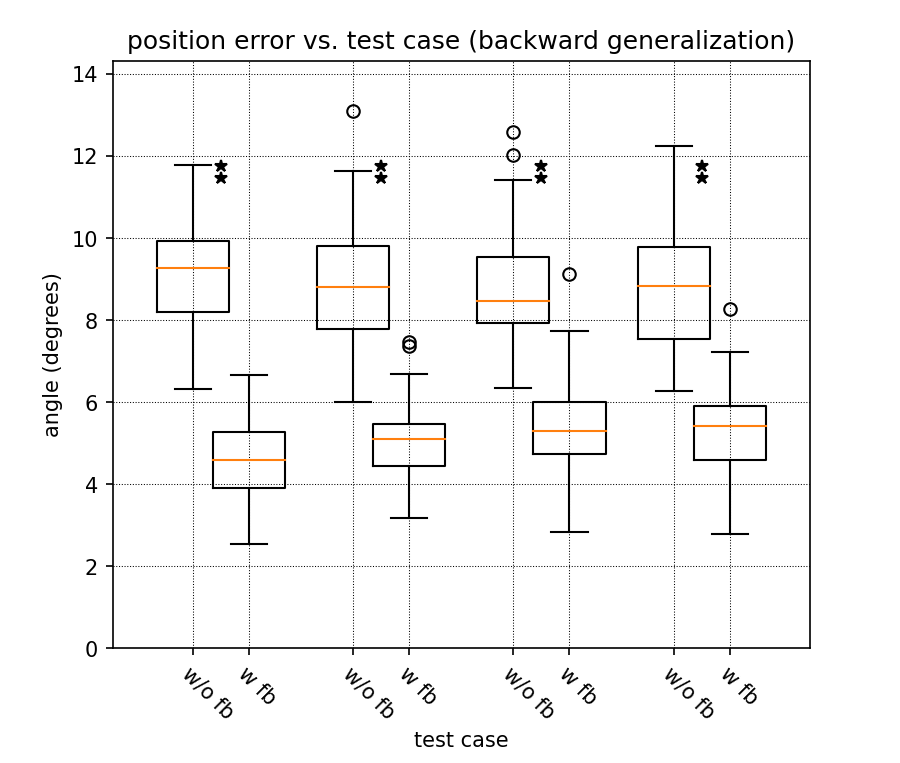 position error vs. test case (backward generalization)
14
12
10
8
6
4
2
0
angle (degrees)
w/o fb
w fb
w/o fb
w fb
w/o fb
w fb
w/o fb
w fb
test case